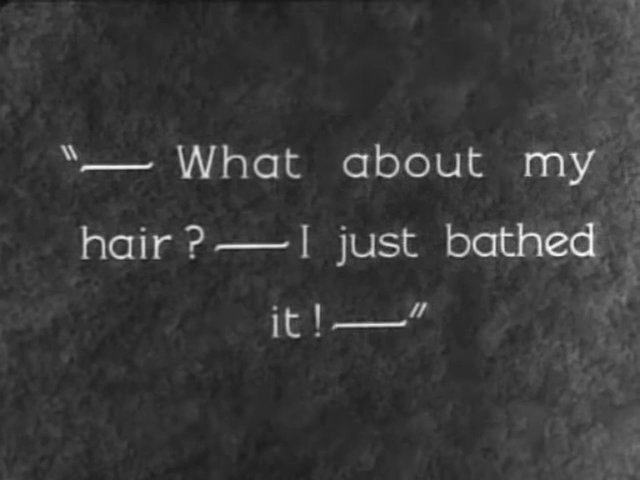 "— What about my
hair? — I just bathed
it! —"